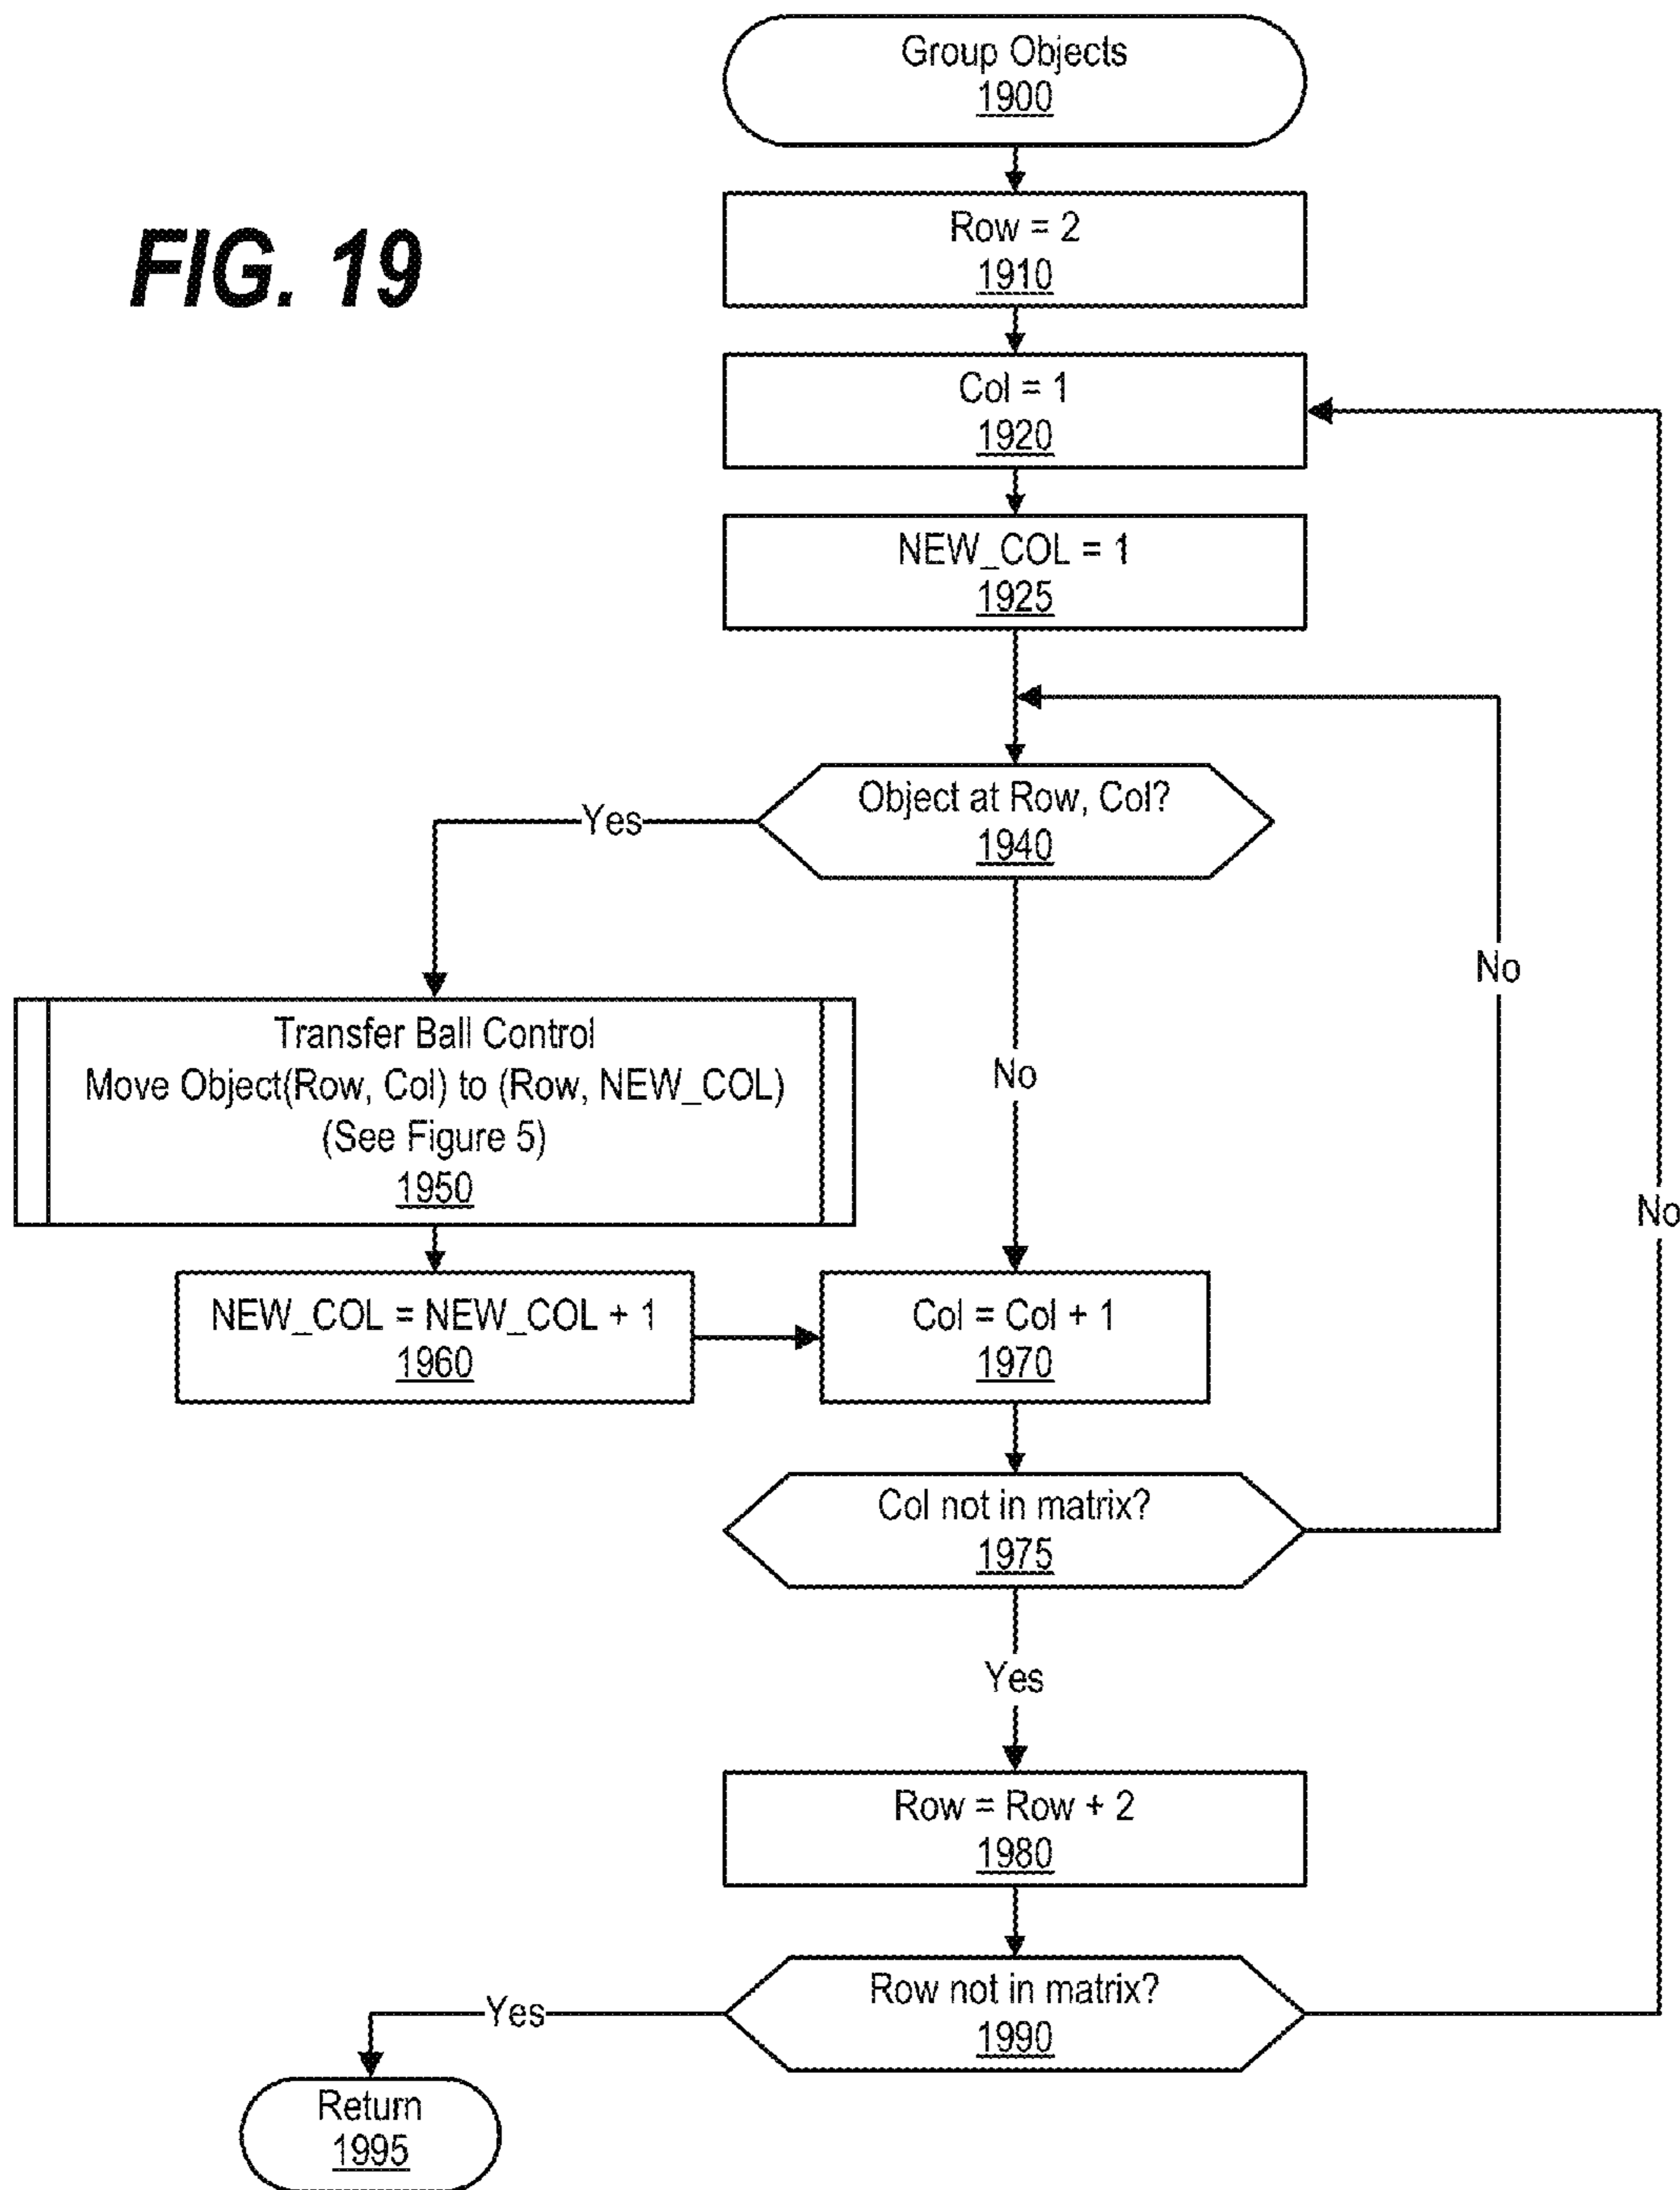 Group Objects
1900
FIG. 19
Row = 2
1910
Col = 1
1920
NEW_COL = 1
1925
Object at Row, Col?
1940
Yes
No
No
Transfer Ball Control
Move Object(Row, Col) to (Row, NEW_COL)
(See Figure 5)
1950
No
NEW_COL = NEW_COL + 1
1960
Col = Col + 1
1970
Col not in matrix?
1975
Yes
Row = Row + 2
1980
Row not in matrix?
1990
Yes
Return
1995